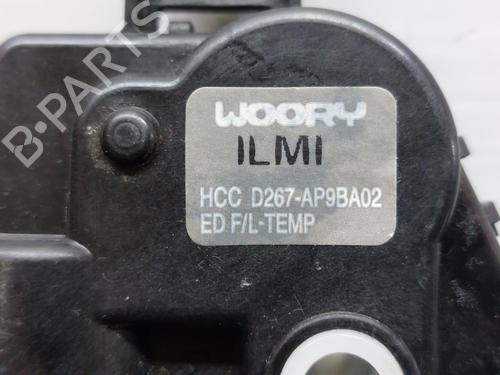 WOORY
ILMI
HCC D267-AP9BA02
ED F/L-TEMP
B-PARTS